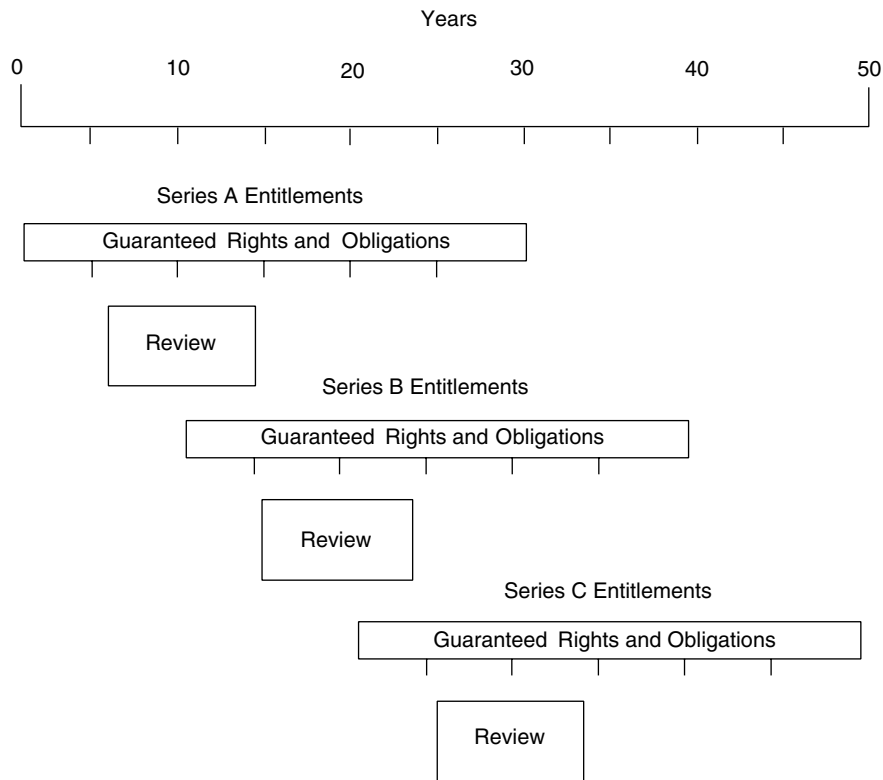 Years
0 10 20 30 40 50
Series A Entitlements
Guaranteed Rights and Obligations
Review
Series B Entitlements
Guaranteed Rights and Obligations
Review
Series C Entitlements
Guaranteed Rights and Obligations
Review